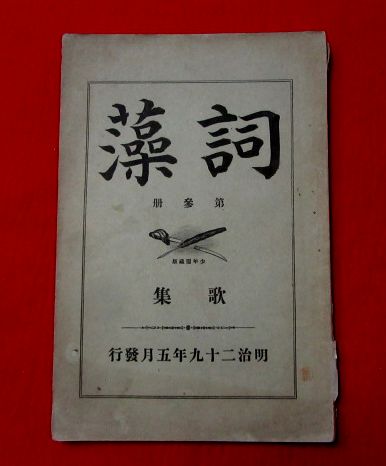 詞藻
第參册
少年園藏版
歌集
明治二十九年五月發行